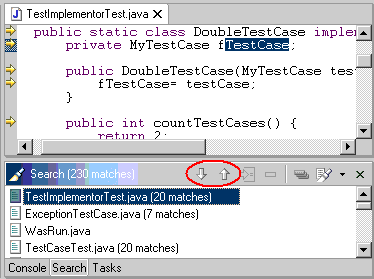 TestImplementorTest.java
public static class DoubleTestCase implem
private MyTestCase fTestCase;
public DoubleTestCase(MyTestCase test
fTestCase= testCase;
}
public int countTestCases() {
return 2;
Search (230 matches)
TestImplementorTest.java (20 matches)
ExceptionTestCase.java (7 matches)
WasRun.java
TestCaseTest.java (20 matches)
Console Search Tasks